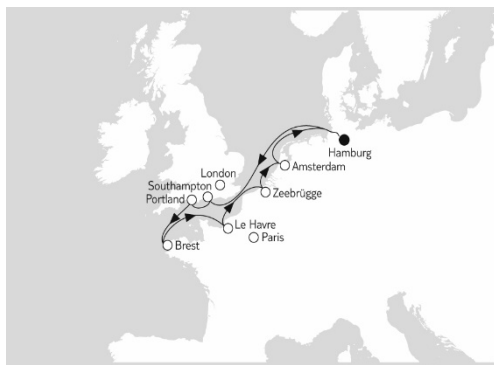 Hamburg
Amsterdam
London
Southampton
Zeebrügge
Portland
Le Havre
Paris
Brest